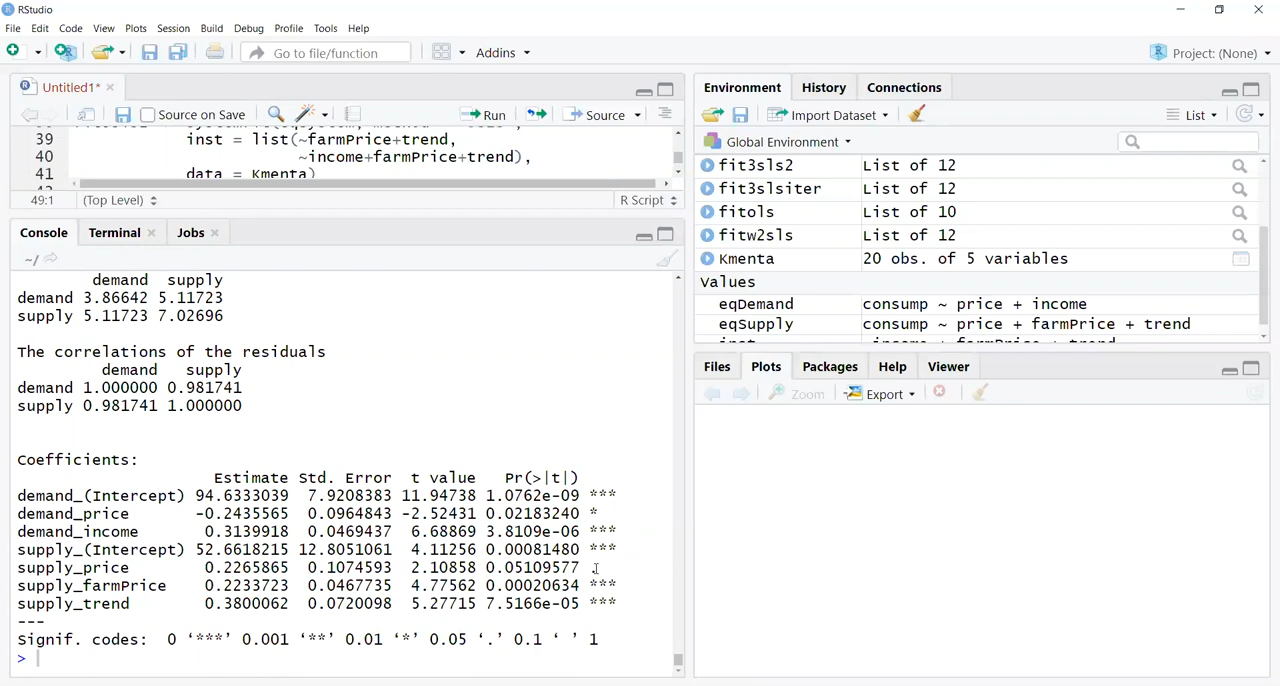 RStudio
File Edit Code View Plots Session Build Debug Profile Tools Help
Go to file/function Addins Project: (None)
Untitled1*
Source on Save Run Source
39 inst = list(~farmPrice+trend,
40 ~income+farmPrice+trend),
41 data = Kmenta)
49:1 (Top Level) R Script
Console Terminal Jobs
~/
demand supply
demand 3.86642 5.11723
supply 5.11723 7.02696
The correlations of the residuals
demand supply
demand 1.000000 0.981741
supply 0.981741 1.000000
Coefficients:
Estimate Std. Error t value Pr(>|t|)
demand_(Intercept) 94.6333039 7.9208383 11.94738 1.0762e-09 ***
demand_price -0.2435565 0.0964843 -2.52431 0.02183240 *
demand_income 0.3139918 0.0469437 6.68869 3.8109e-06 ***
supply_(Intercept) 52.6618215 12.8051061 4.11256 0.00081480 ***
supply_price 0.2265865 0.1074593 2.10858 0.05109577 .
supply_farmPrice 0.2233723 0.0467735 4.77562 0.00020634 ***
supply_trend 0.3800062 0.0720098 5.27715 7.5166e-05 ***
---
Signif. codes: 0 ‘***’ 0.001 ‘**’ 0.01 ‘*’ 0.05 ‘.’ 0.1 ‘ ’ 1
>
Environment History Connections
Import Dataset List
Global Environment
fit3sls2 List of 12
fit3slsiter List of 12
fitols List of 10
fitw2sls List of 12
Kmenta 20 obs. of 5 variables
Values
eqDemand consump ~ price + income
eqSupply consump ~ price + farmPrice + trend
Files Plots Packages Help Viewer
Zoom Export